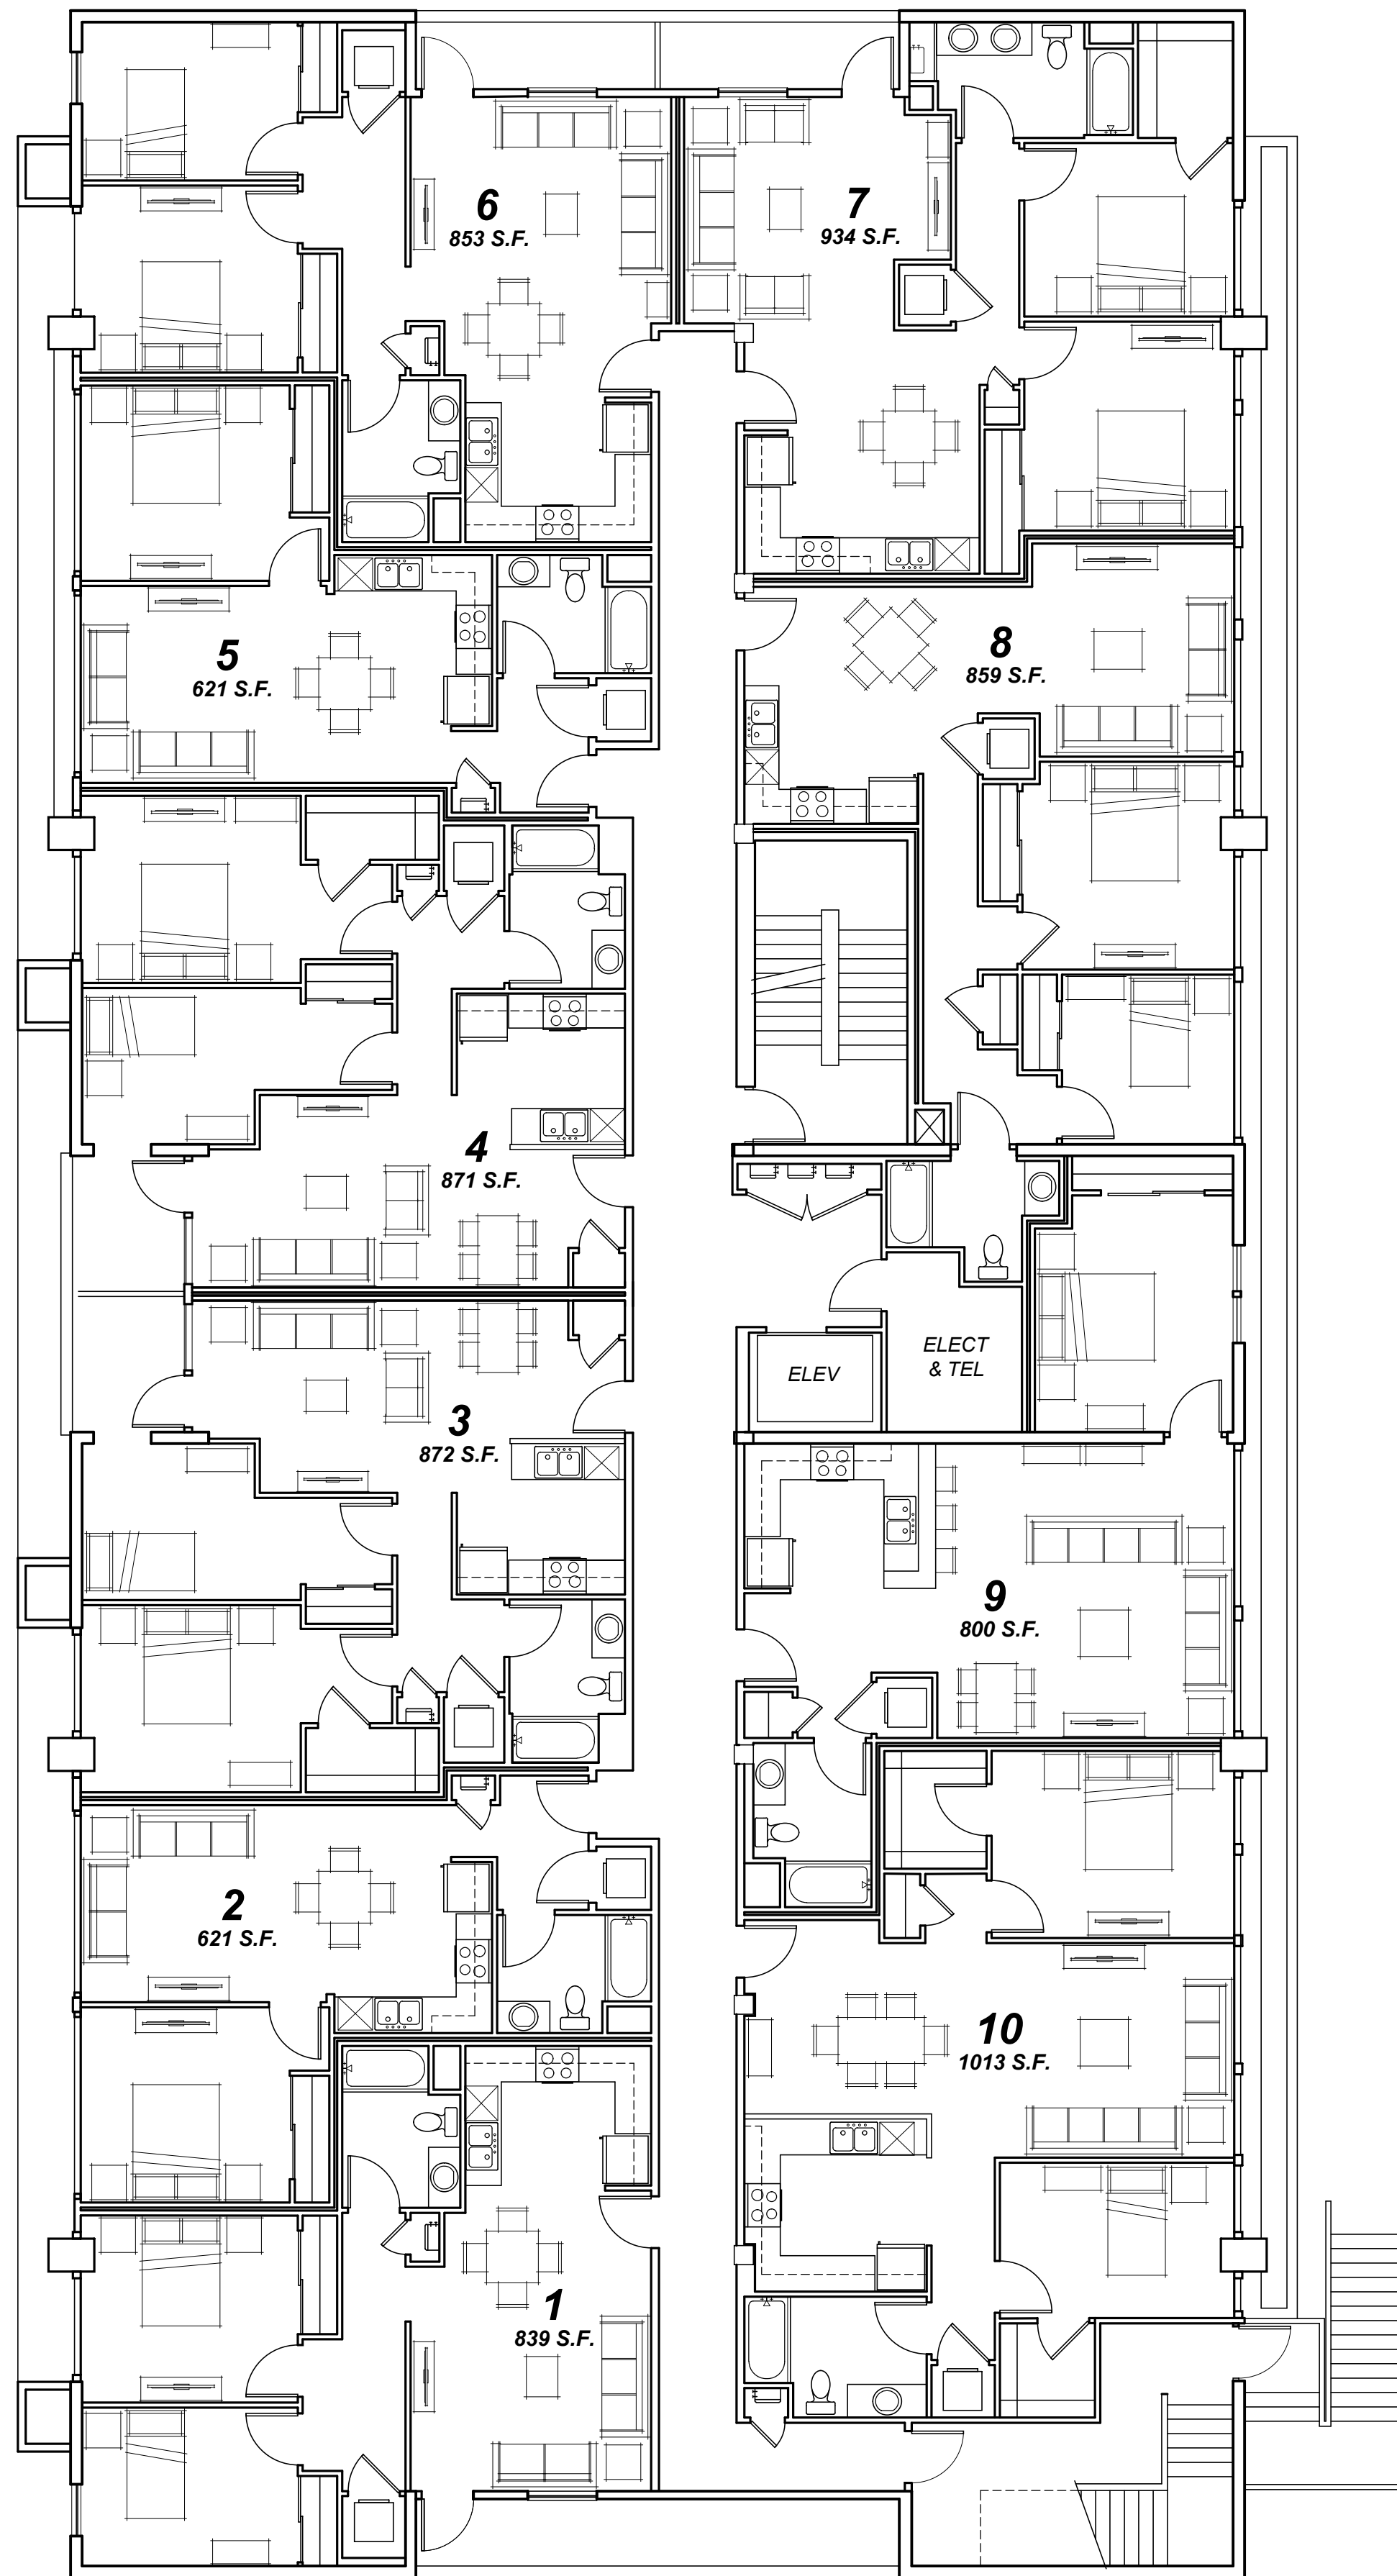 6
853 S.F.
7
934 S.F.
5
621 S.F.
8
859 S.F.
4
871 S.F.
ELEV
ELECT
& TEL
3
872 S.F.
9
800 S.F.
2
621 S.F.
10
1013 S.F.
1
839 S.F.